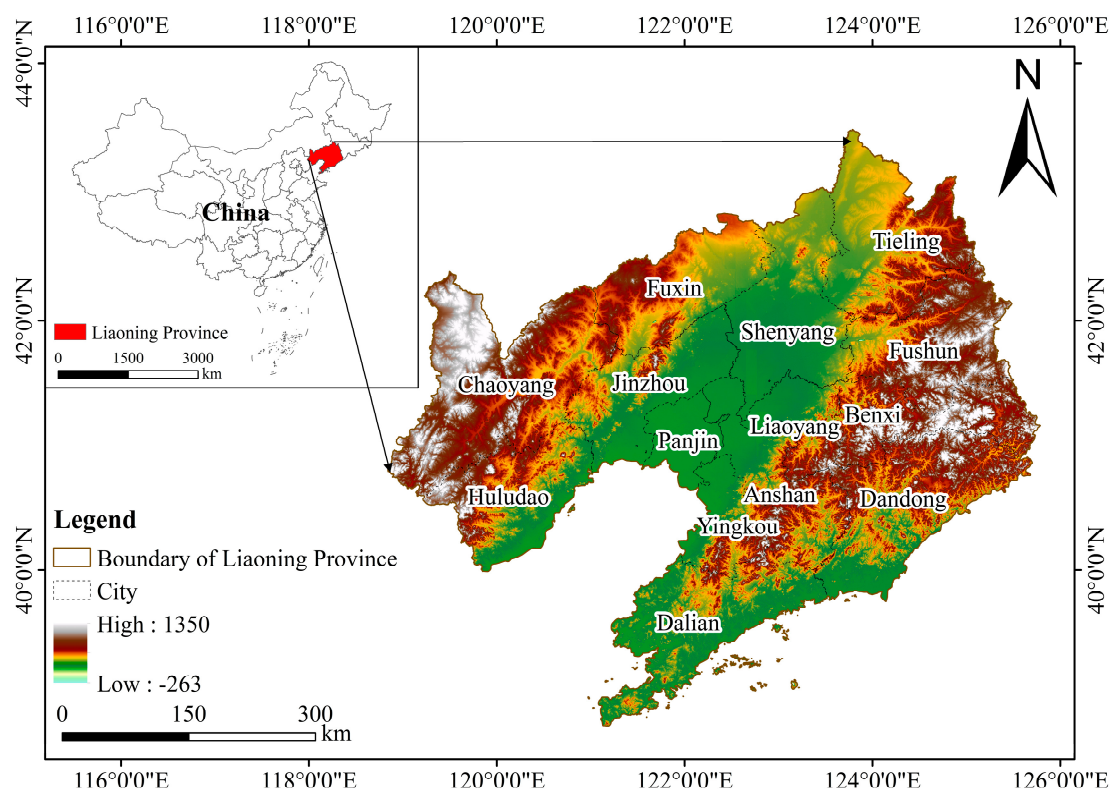 116°0'0"E 118°0'0"E 120°0'0"E 122°0'0"E 124°0'0"E 126°0'0"E
44°0'0"N
N
China
Tieling
Fuxin
42°0'0"N
42°0'0"N
Liaoning Province
Shenyang
0 1500 3000
km
Fushun
Chaoyang
Jinzhou
Benxi
Liaoyang
Panjin
Huludao
Anshan
Dandong
Legend
Yingkou
Boundary of Liaoning Province
40°0'0"N
40°0'0"N
City
High : 1350
Dalian
Low : -263
0 150 300
km
116°0'0"E 118°0'0"E 120°0'0"E 122°0'0"E 124°0'0"E 126°0'0"E